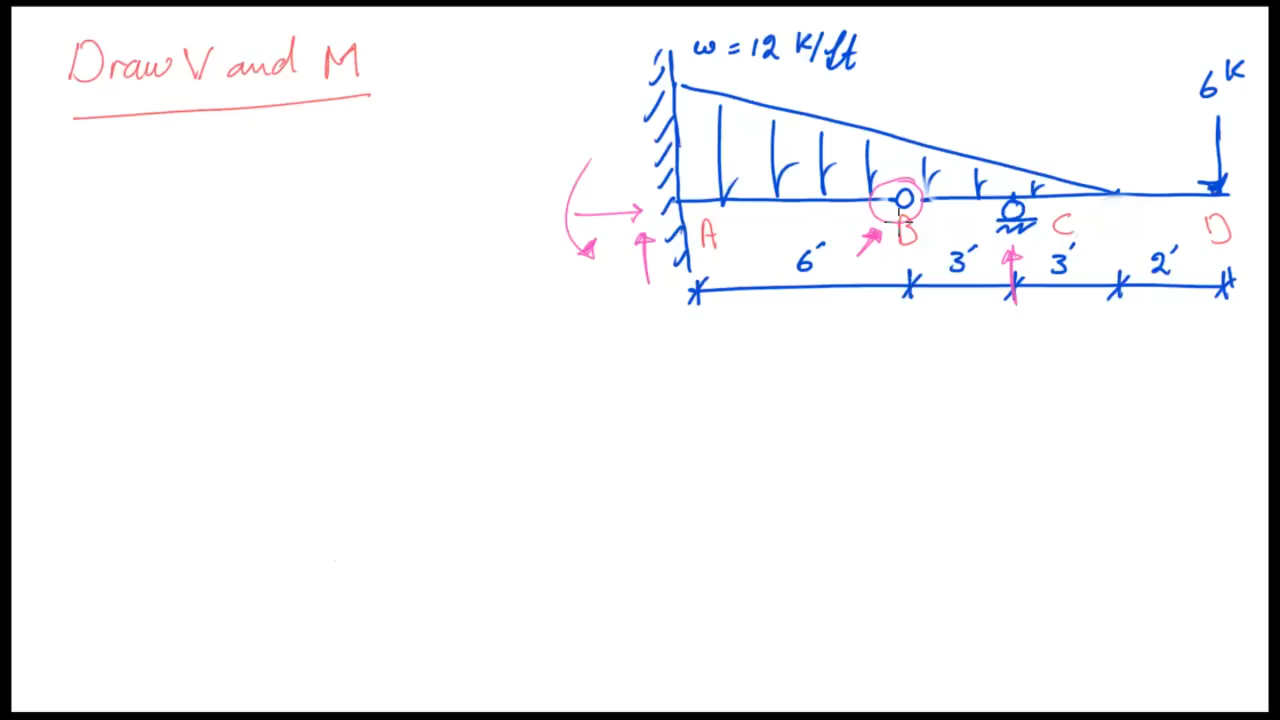 Draw V and M
w = 12 K/ft
6K
A
B
C
D
6'
3'
3'
2'